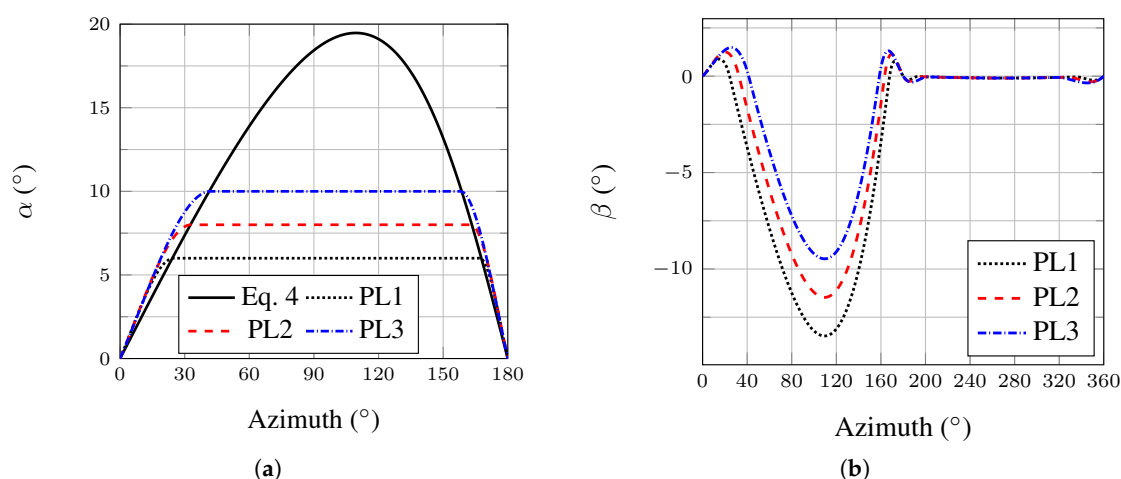 20
15
10
5
0
0 30 60 90 120 150 180
α (°)
Azimuth (°)
Eq. 4 PL1
PL2 PL3
(a)
0
−5
−10
0 40 80 120 160 200 240 280 320 360
β (°)
Azimuth (°)
PL1
PL2
PL3
(b)